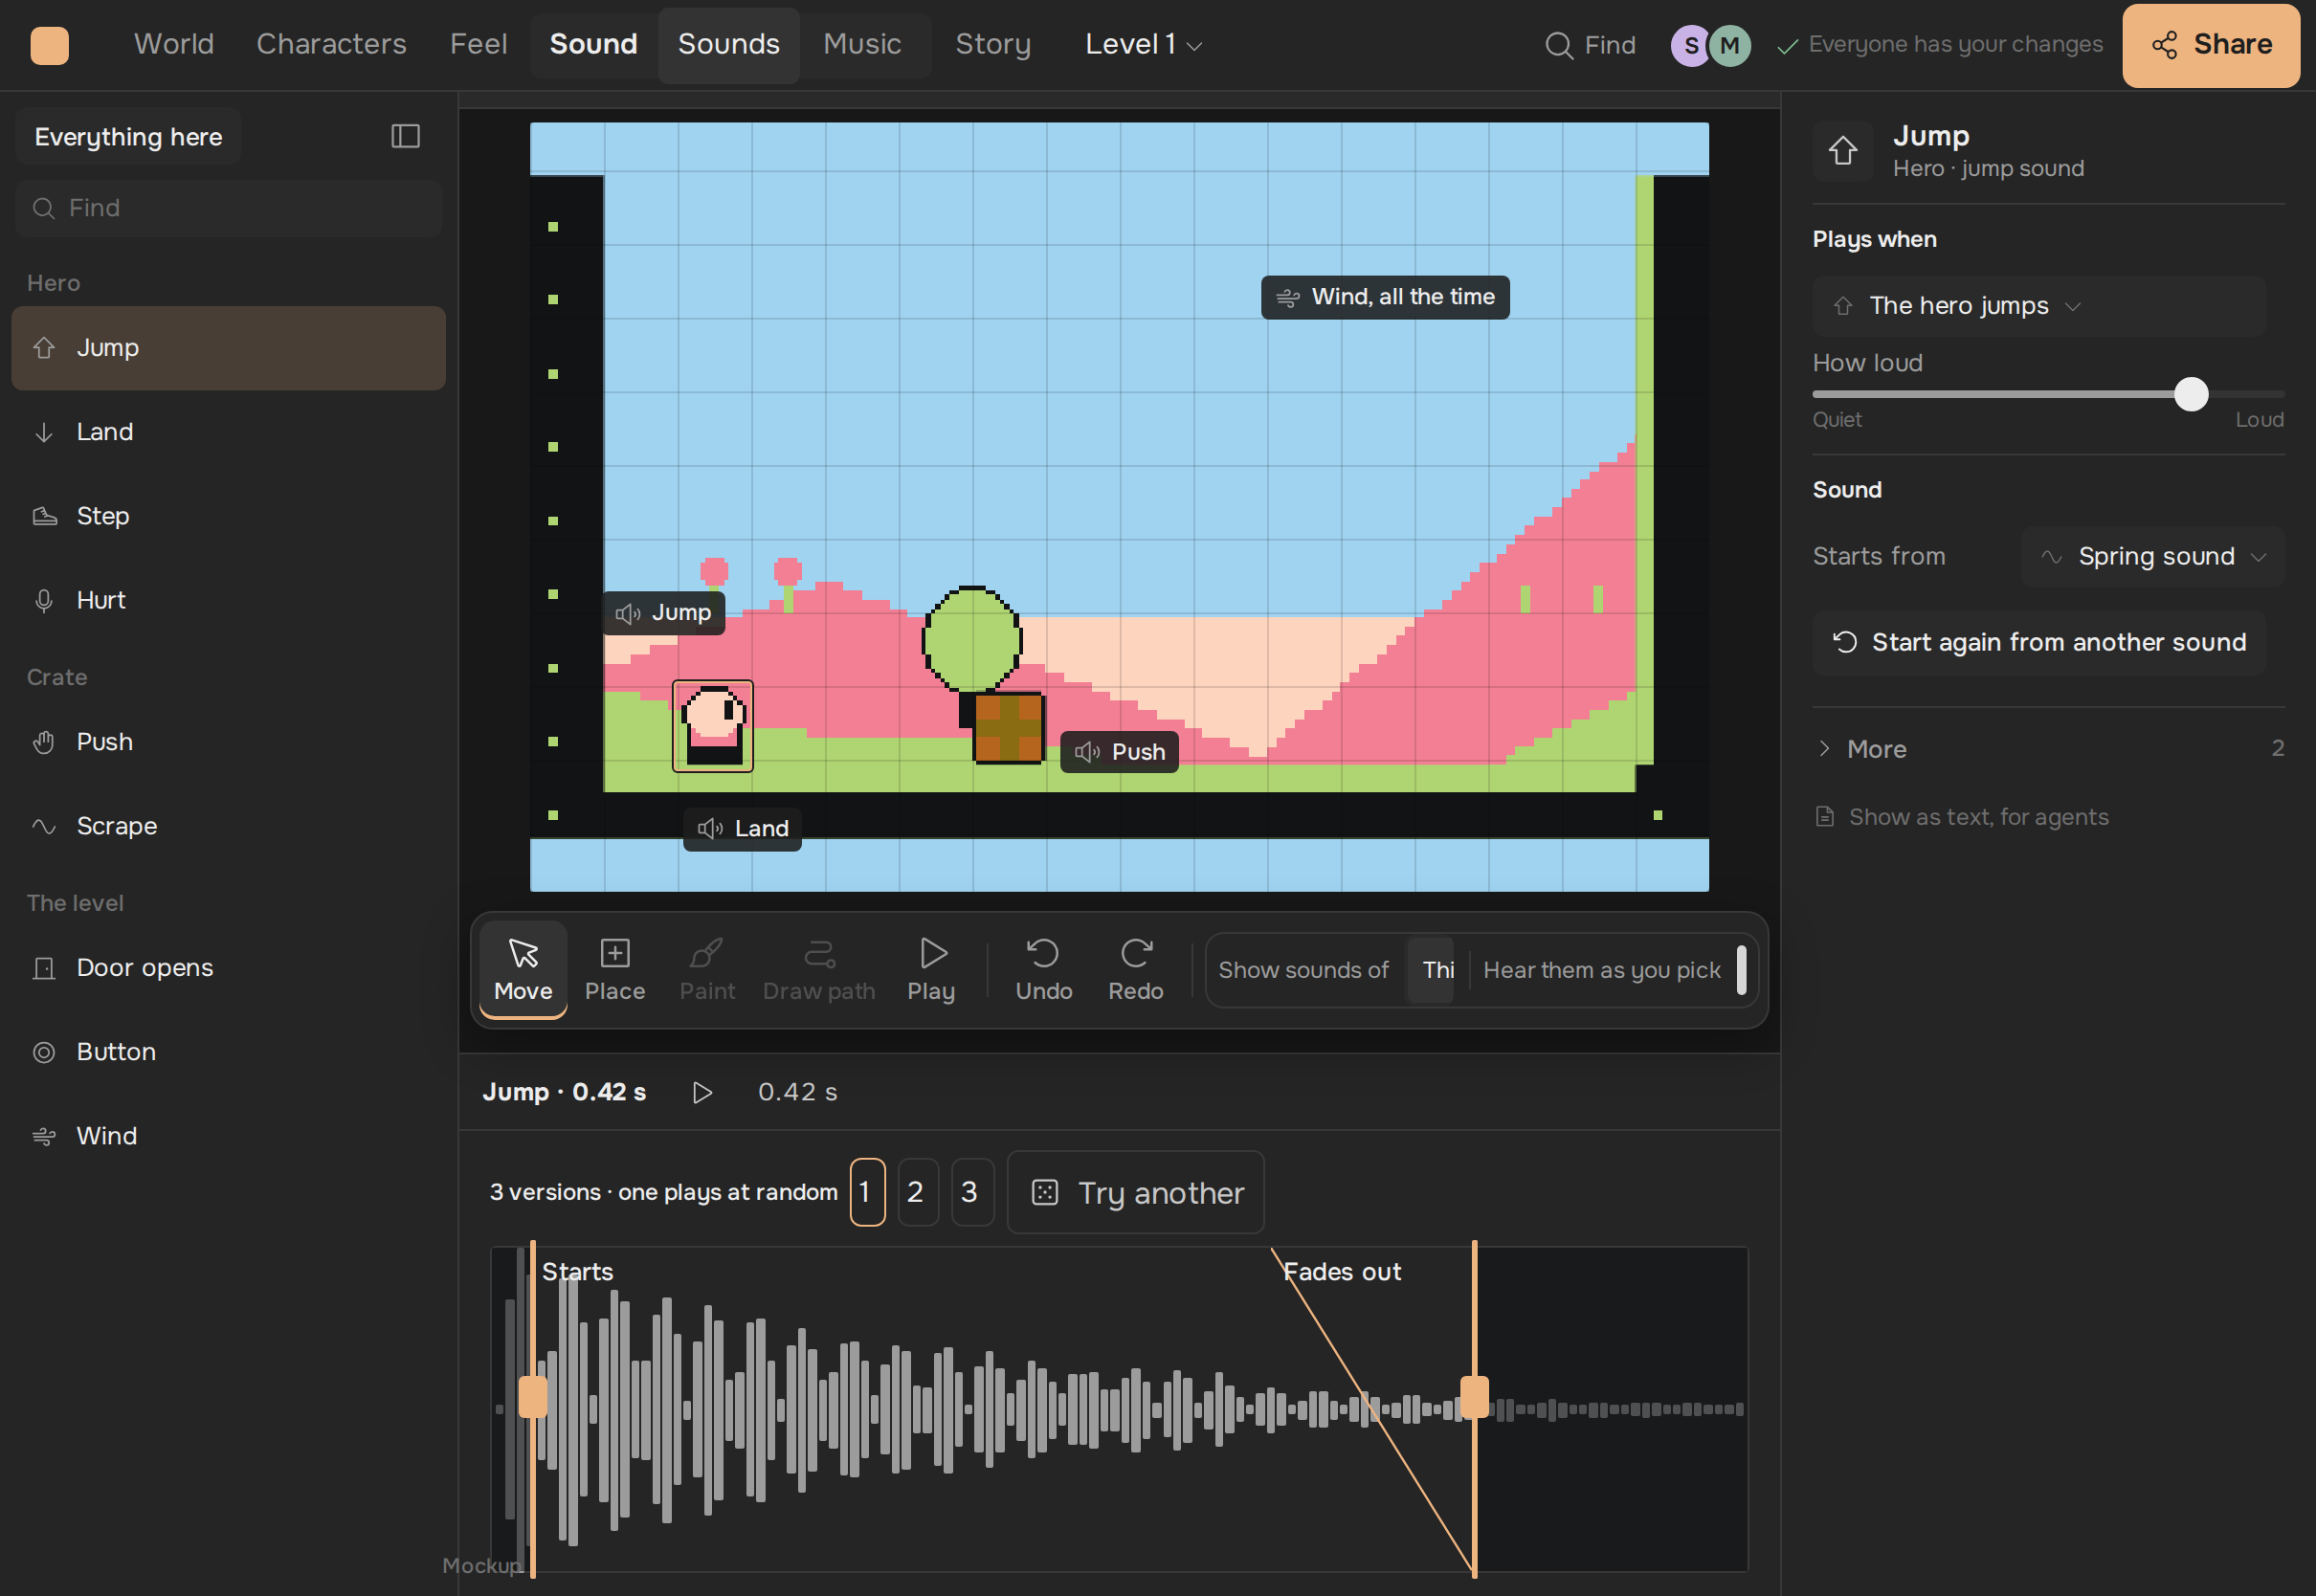 World Characters Feel Sound Sounds Music Story Level 1
Find S M Everyone has your changes Share
Everything here
Find
Hero
Jump
Land
Step
Hurt
Crate
Push
Scrape
The level
Door opens
Button
Wind
Wind, all the time
Jump
Push
Land
Move Place Paint Draw path Play Undo Redo Show sounds of Thi Hear them as you pick
Jump · 0.42 s 0.42 s
3 versions · one plays at random 1 2 3 Try another
Starts Fades out
Mockup
Jump
Hero · jump sound
Plays when
The hero jumps
How loud
Quiet Loud
Sound
Starts from Spring sound
Start again from another sound
More 2
Show as text, for agents